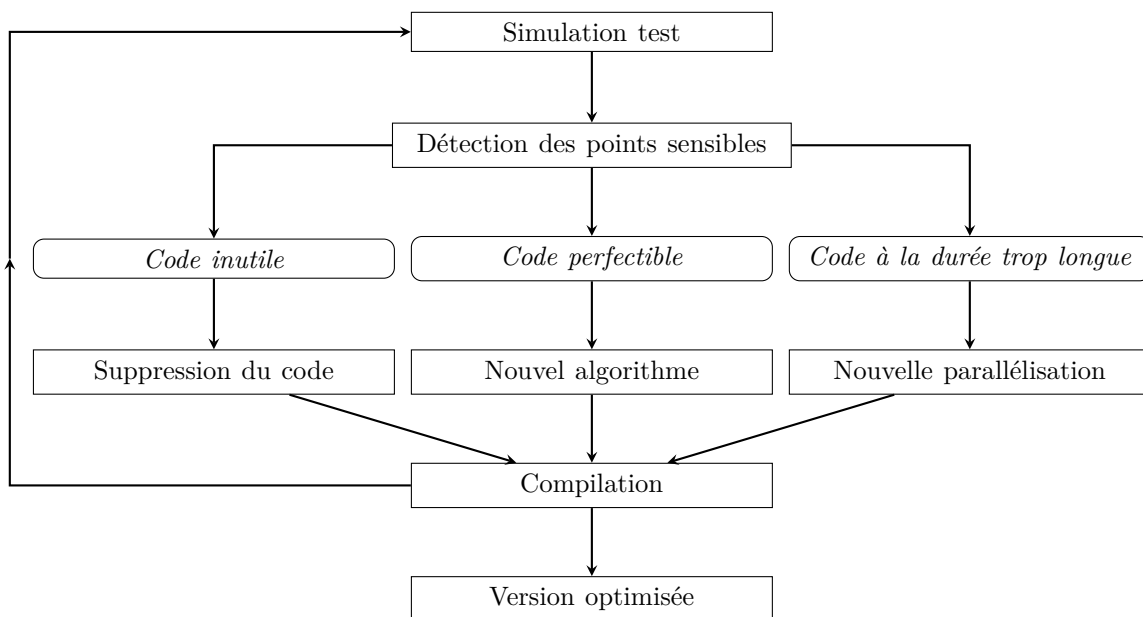 Simulation test
Détection des points sensibles
Code inutile
Code perfectible
Code à la durée trop longue
Suppression du code
Nouvel algorithme
Nouvelle parallélisation
Compilation
Version optimisée